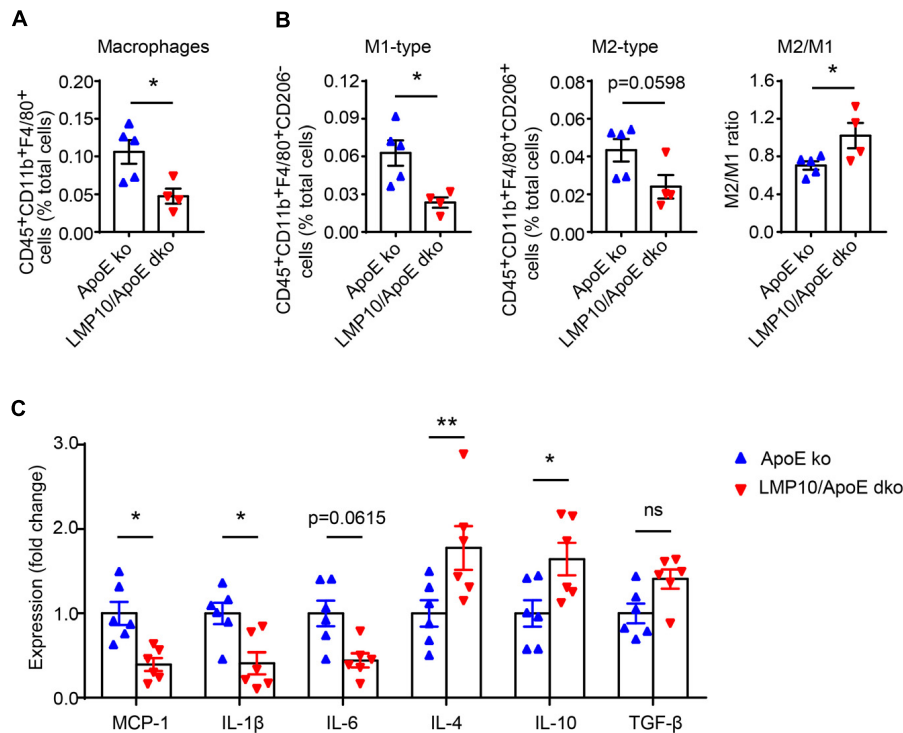 A
Macrophages
CD45+CD11b+F4/80+
cells (% total cells)
0.20
0.15
0.10
0.05
0.00
*
ApoE ko
LMP10/ApoE dko
B
M1-type
CD45+CD11b+F4/80+CD206-
cells (% total cells)
0.12
0.09
0.06
0.03
0.00
*
ApoE ko
LMP10/ApoE dko
M2-type
CD45+CD11b+F4/80+CD206+
cells (% total cells)
0.08
0.06
0.04
0.02
0.00
p=0.0598
ApoE ko
LMP10/ApoE dko
M2/M1
M2/M1 ratio
1.6
1.2
0.8
0.4
0.0
*
ApoE ko
LMP10/ApoE dko
C
Expression (fold change)
3.0
2.0
1.0
0.0
*
*
p=0.0615
**
*
ns
MCP-1
IL-1β
IL-6
IL-4
IL-10
TGF-β
ApoE ko
LMP10/ApoE dko